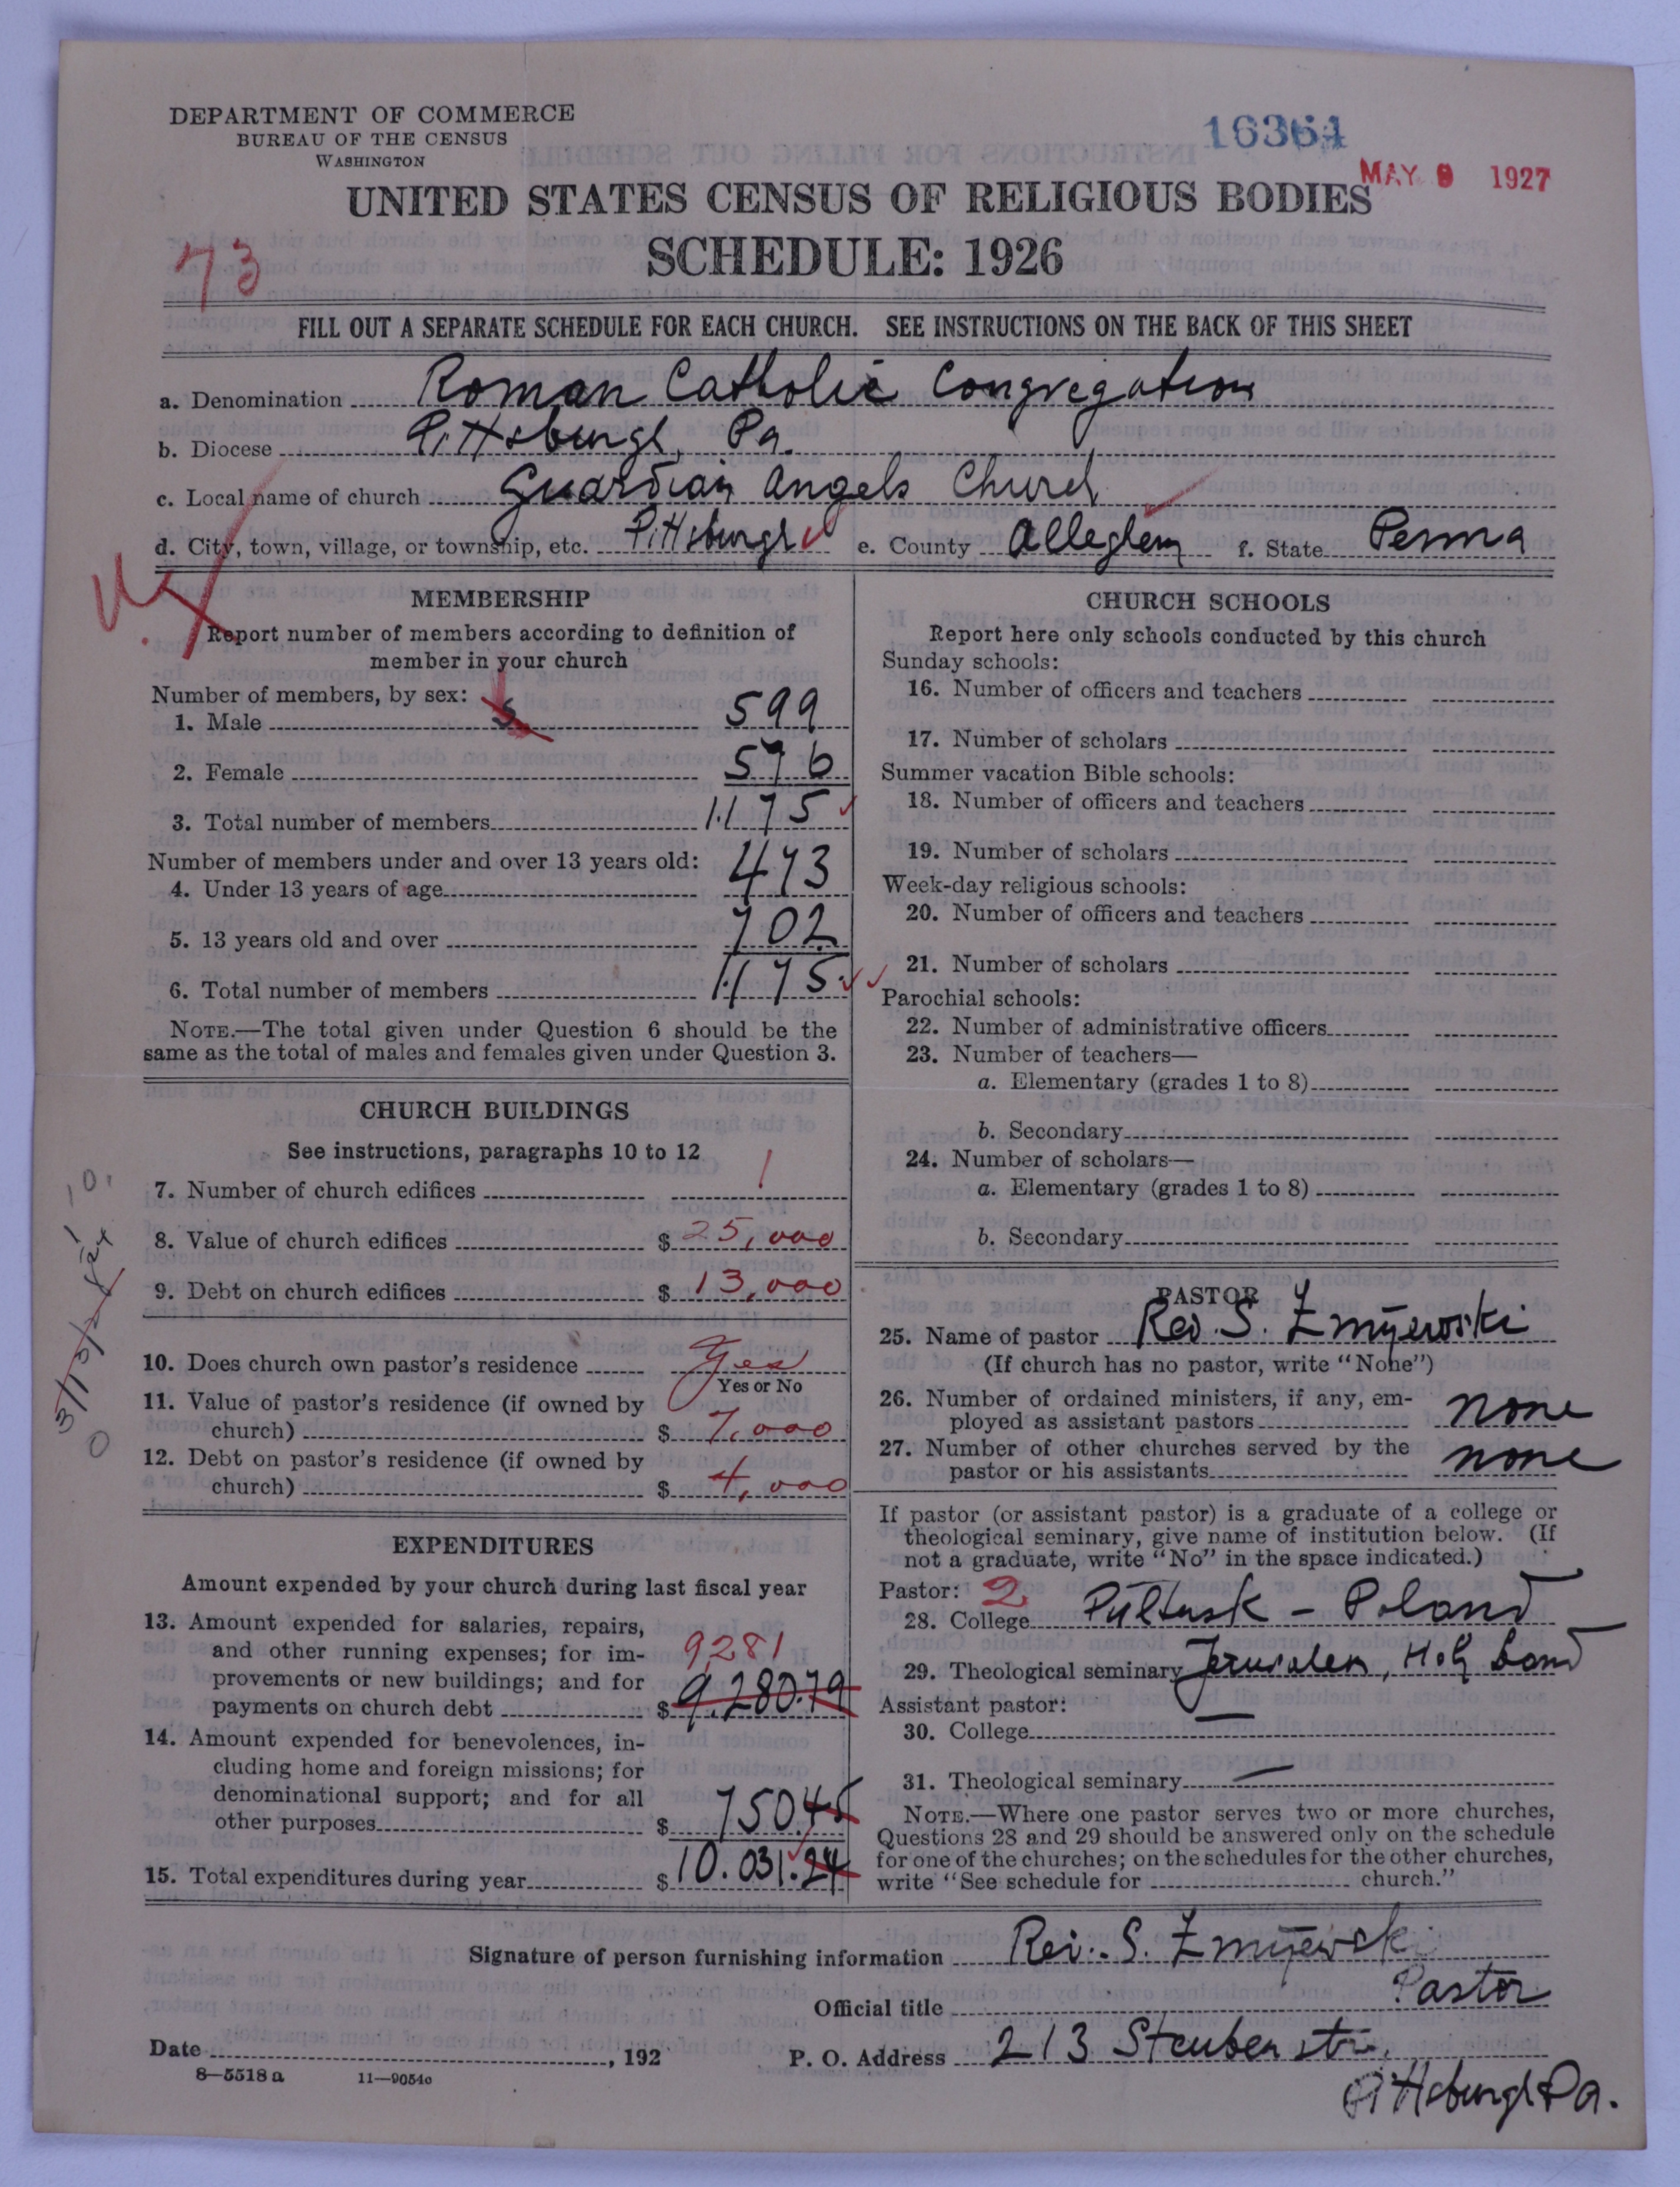 DEPARTMENT OF COMMERCE
BUREAU OF THE CENSUS
WASHINGTON
16364
MAY 9 1927
UNITED STATES CENSUS OF RELIGIOUS BODIES
SCHEDULE: 1926
73
FILL OUT A SEPARATE SCHEDULE FOR EACH CHURCH. SEE INSTRUCTIONS ON THE BACK OF THIS SHEET
a. Denomination Roman Catholic Congregation
b. Diocese Pittsburgh, Pa.
c. Local name of church Guardian Angels Church
d. City, town, village, or township, etc. Pittsburgh e. County Allegheny f. State Penna
MEMBERSHIP
Report number of members according to definition of
member in your church
Number of members, by sex:
1. Male 599
2. Female 576
3. Total number of members 1.175
Number of members under and over 13 years old:
4. Under 13 years of age 473
5. 13 years old and over 702
6. Total number of members 1.175
NOTE.—The total given under Question 6 should be the
same as the total of males and females given under Question 3.
CHURCH BUILDINGS
See instructions, paragraphs 10 to 12
7. Number of church edifices 1
8. Value of church edifices $ 25,000
9. Debt on church edifices $ 13,000
10. Does church own pastor's residence Yes
Yes or No
11. Value of pastor's residence (if owned by
church) $ 7,000
12. Debt on pastor's residence (if owned by
church) $ 4,000
EXPENDITURES
Amount expended by your church during last fiscal year
13. Amount expended for salaries, repairs,
and other running expenses; for im-
9281
provements or new buildings; and for
payments on church debt $ 9.280.79
14. Amount expended for benevolences, in-
cluding home and foreign missions; for
denominational support; and for all
other purposes $ 750.45
15. Total expenditures during year $ 10.031.24
CHURCH SCHOOLS
Report here only schools conducted by this church
Sunday schools:
16. Number of officers and teachers
17. Number of scholars
Summer vacation Bible schools:
18. Number of officers and teachers
19. Number of scholars
Week-day religious schools:
20. Number of officers and teachers
21. Number of scholars
Parochial schools:
22. Number of administrative officers
23. Number of teachers—
a. Elementary (grades 1 to 8)
b. Secondary
24. Number of scholars—
a. Elementary (grades 1 to 8)
b. Secondary
PASTOR
25. Name of pastor Rev. S. Zmyewski
(If church has no pastor, write "None")
26. Number of ordained ministers, if any, em-
ployed as assistant pastors none
27. Number of other churches served by the
pastor or his assistants none
If pastor (or assistant pastor) is a graduate of a college or
theological seminary, give name of institution below. (If
not a graduate, write "No" in the space indicated.)
Pastor: 2
28. College Pultusk – Poland
29. Theological seminary Jerusalem, Holy Land
Assistant pastor:
30. College —
31. Theological seminary —
NOTE.—Where one pastor serves two or more churches,
Questions 28 and 29 should be answered only on the schedule
for one of the churches; on the schedules for the other churches,
write "See schedule for church."
Signature of person furnishing information Rev. S. Zmyewski
Official title Pastor
Date , 192 P. O. Address 213 Steuben str.
Pittsburgh Pa.
8—5518 a 11—9054c